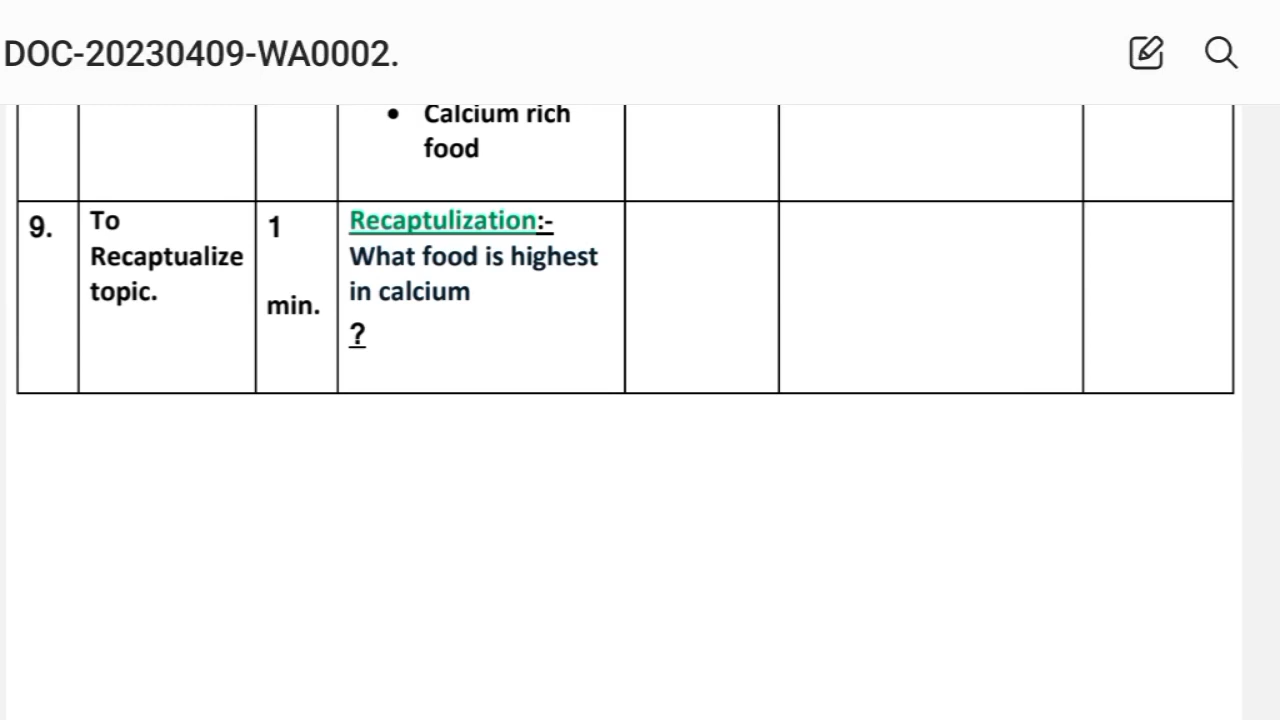 DOC-20230409-WA0002.
• Calcium rich
food
9.
To
Recaptualize
topic.
1
min.
Recaptulization:-
What food is highest
in calcium
?